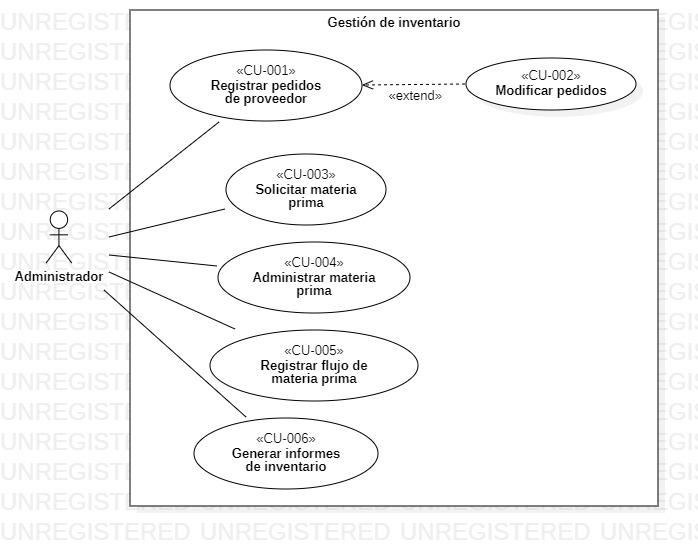 Gestión de inventario
«CU-001»
Registrar pedidos
de proveedor
«extend»
«CU-002»
Modificar pedidos
«CU-003»
Solicitar materia
prima
Administrador
«CU-004»
Administrar materia
prima
«CU-005»
Registrar flujo de
materia prima
«CU-006»
Generar informes
de inventario
UNREGISTERED UNREGISTERED UNREGISTERED UNREGIS